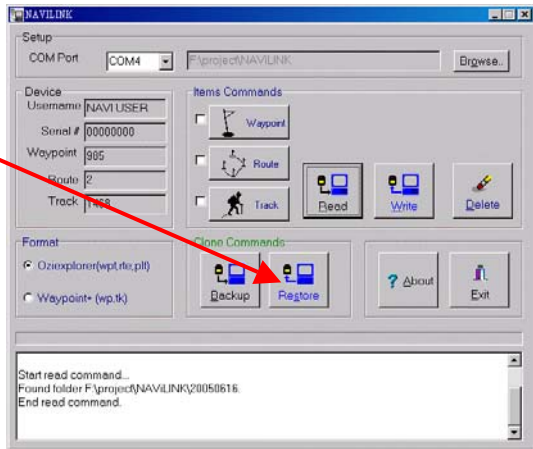 NAVILINK
Setup
COM Port COM4 F:\project\NAVILINK Browse..
Device
Username NAVI USER
Serial # 00000000
Waypoint 985
Route 2
Track 1468
Items Commands
Waypoint
Route
Track
Read Write Delete
Format
Oziexplorer(wpt,rte,plt)
Waypoint+ (wp,tk)
Clone Commands
Backup Restore
? About Exit
Start read command...
Found folder F:\project\NAViLINK\20050616.
End read command.